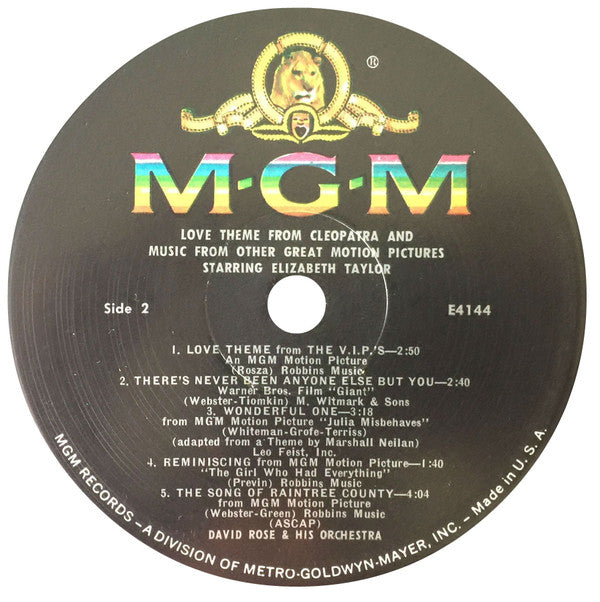 ®
M·G·M
LOVE THEME FROM CLEOPATRA AND
MUSIC FROM OTHER GREAT MOTION PICTURES
STARRING ELIZABETH TAYLOR
Side 2
E4144
1. LOVE THEME from THE V.I.P.'S—2:50
An MGM Motion Picture
(Rosza) Robbins Music
2. THERE'S NEVER BEEN ANYONE ELSE BUT YOU—2:40
Warner Bros. Film "Giant"
(Webster-Tiomkin) M. Witmark & Sons
3. WONDERFUL ONE—3:18
from MGM Motion Picture "Julia Misbehaves"
(Whiteman-Grofe-Terriss)
(adapted from a Theme by Marshall Neilan)
Leo Feist, Inc.
4. REMINISCING from MGM Motion Picture—1:40
"The Girl Who Had Everything"
(Previn) Robbins Music
5. THE SONG OF RAINTREE COUNTY—4:04
from MGM Motion Picture
(Webster-Green) Robbins Music
(ASCAP)
DAVID ROSE & HIS ORCHESTRA
MGM RECORDS—A DIVISION OF METRO-GOLDWYN-MAYER, INC.—Made in U. S. A.